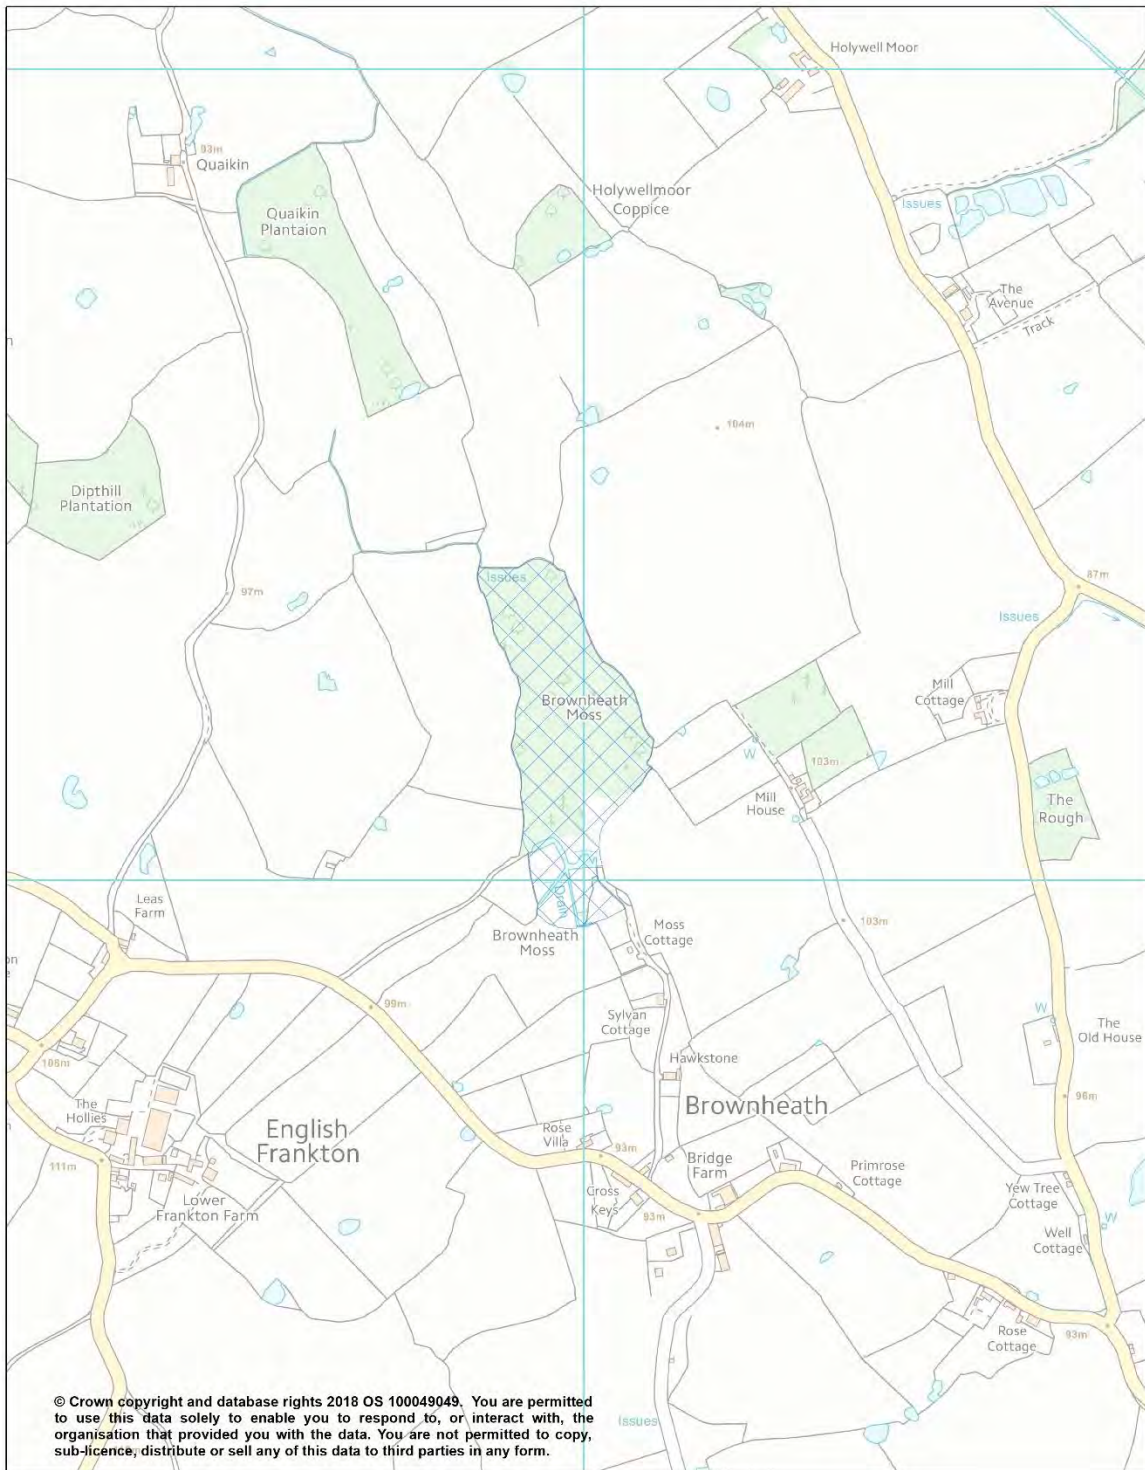 Holywell Moor
93m
Quaikin
Quaikin
Plantaion
Holywellmoor
Coppice
Issues
The
Avenue
Track
104m
Dipthill
Plantation
97m
Issues
87m
Issues
Brownheath
Moss
Mill
Cottage
W
103m
Mill
House
The
Rough
Leas
Farm
Drain
Brownheath
Moss
Moss
Cottage
103m
99m
Sylvan
Cottage
W
The
Old House
Hawkstone
96m
The
Hollies
English
Frankton
Brownheath
Rose
Villa
93m
Bridge
Farm
111m
Primrose
Cottage
Lower
Frankton Farm
Cross
Keys
93m
Yew Tree
Cottage
W
Well
Cottage
Rose
Cottage
93m
Issues
© Crown copyright and database rights 2018 OS 100049049. You are permitted
to use this data solely to enable you to respond to, or interact with, the
organisation that provided you with the data. You are not permitted to copy,
sub-licence, distribute or sell any of this data to third parties in any form.